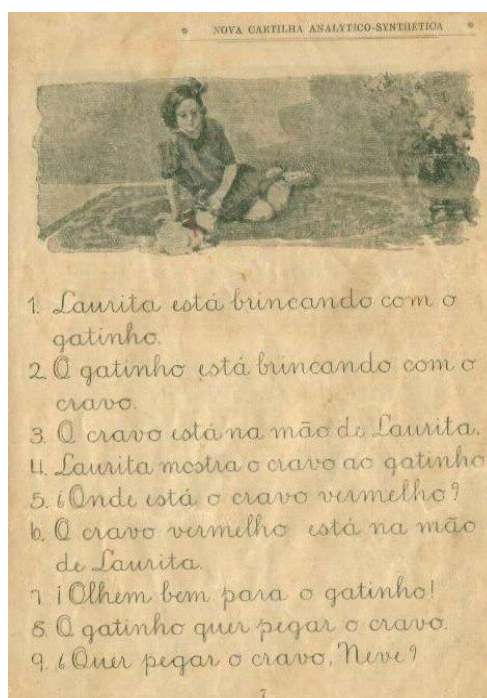 NOVA CARTILHA ANALYTICO-SYNTHETICA
1. Laurita está brincando com o
gatinho.
2. O gatinho está brincando com o
cravo.
3. O cravo está na mão de Laurita.
4. Laurita mostra o cravo ao gatinho
5. ¿Onde está o cravo vermelho?
6. O cravo vermelho está na mão
de Laurita.
7. ¡Olhem bem para o gatinho!
8. O gatinho quer pegar o cravo.
9. ¿Quer pegar o cravo, Neve?
7